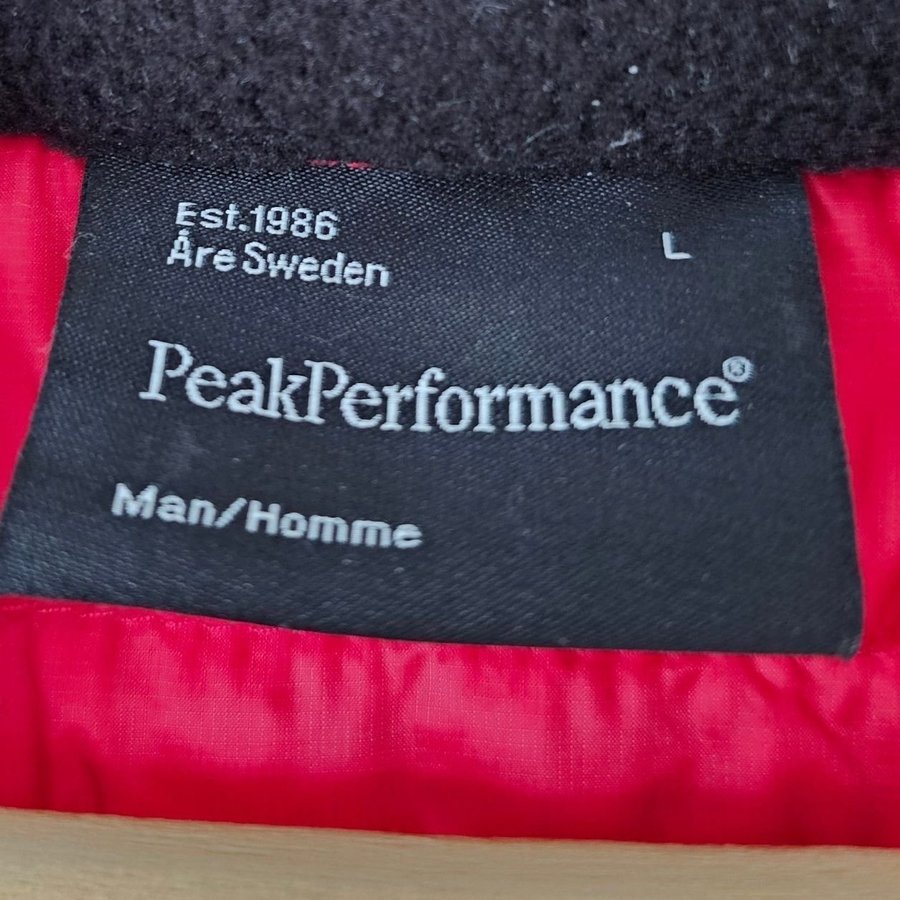 Est.1986
Åre Sweden
L
PeakPerformance®
Man/Homme